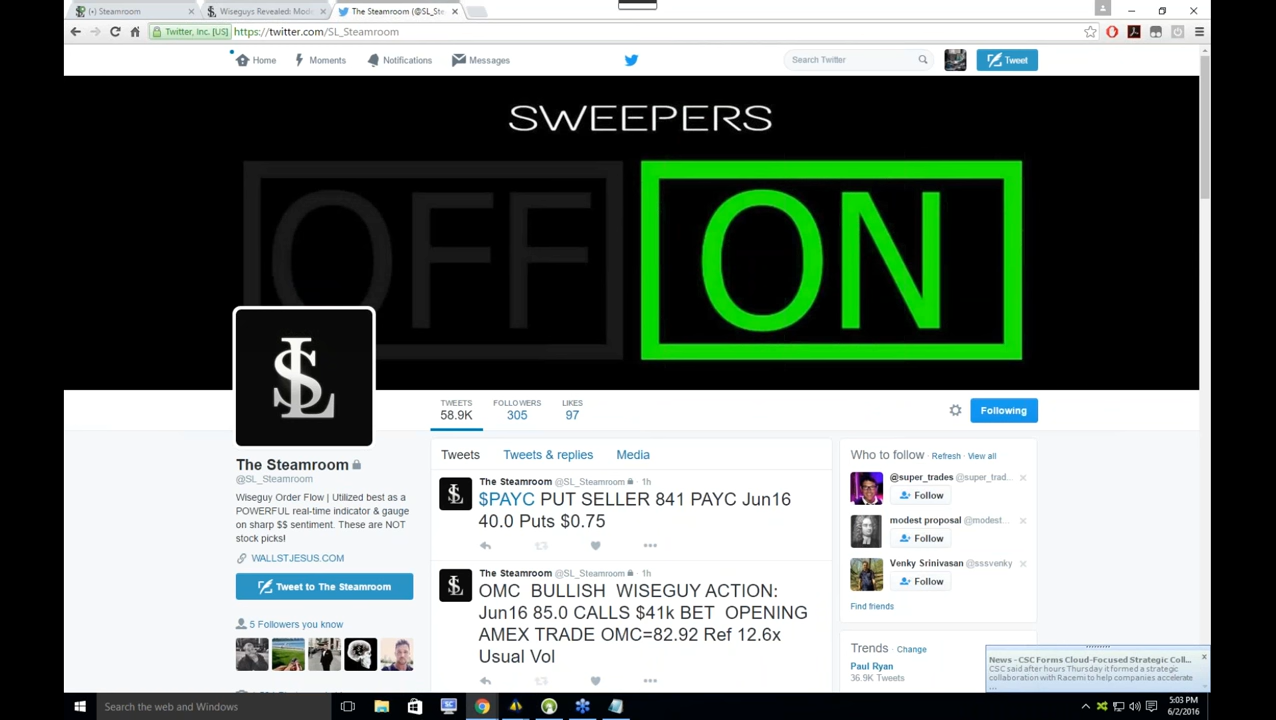 (•) Steamroom
Wiseguys Revealed: Mode
The Steamroom (@SL_Ste
Twitter, Inc. [US] https://twitter.com/SL_Steamroom
Home Moments Notifications Messages
Search Twitter
Tweet
SWEEPERS
OFF ON
SL
TWEETS FOLLOWERS LIKES
58.9K 305 97
Following
The Steamroom
@SL_Steamroom
Wiseguy Order Flow | Utilized best as a
POWERFUL real-time indicator & gauge
on sharp $$ sentiment. These are NOT
stock picks!
WALLSTJESUS.COM
Tweet to The Steamroom
5 Followers you know
Tweets Tweets & replies Media
The Steamroom @SL_Steamroom 1h
$PAYC PUT SELLER 841 PAYC Jun16
40.0 Puts $0.75
The Steamroom @SL_Steamroom 1h
OMC BULLISH WISEGUY ACTION:
Jun16 85.0 CALLS $41k BET OPENING
AMEX TRADE OMC=82.92 Ref 12.6x
Usual Vol
Who to follow Refresh View all
@super_trades @super_trad...
Follow
modest proposal @modest...
Follow
Venky Srinivasan @sssvenky
Follow
Find friends
Trends Change
Paul Ryan
36.9K Tweets
News - CSC Forms Cloud-Focused Strategic Coll...
CSC said after hours Thursday it formed a strategic
collaboration with Racemi to help companies accelerate
...
Search the web and Windows
5:03 PM
6/2/2016